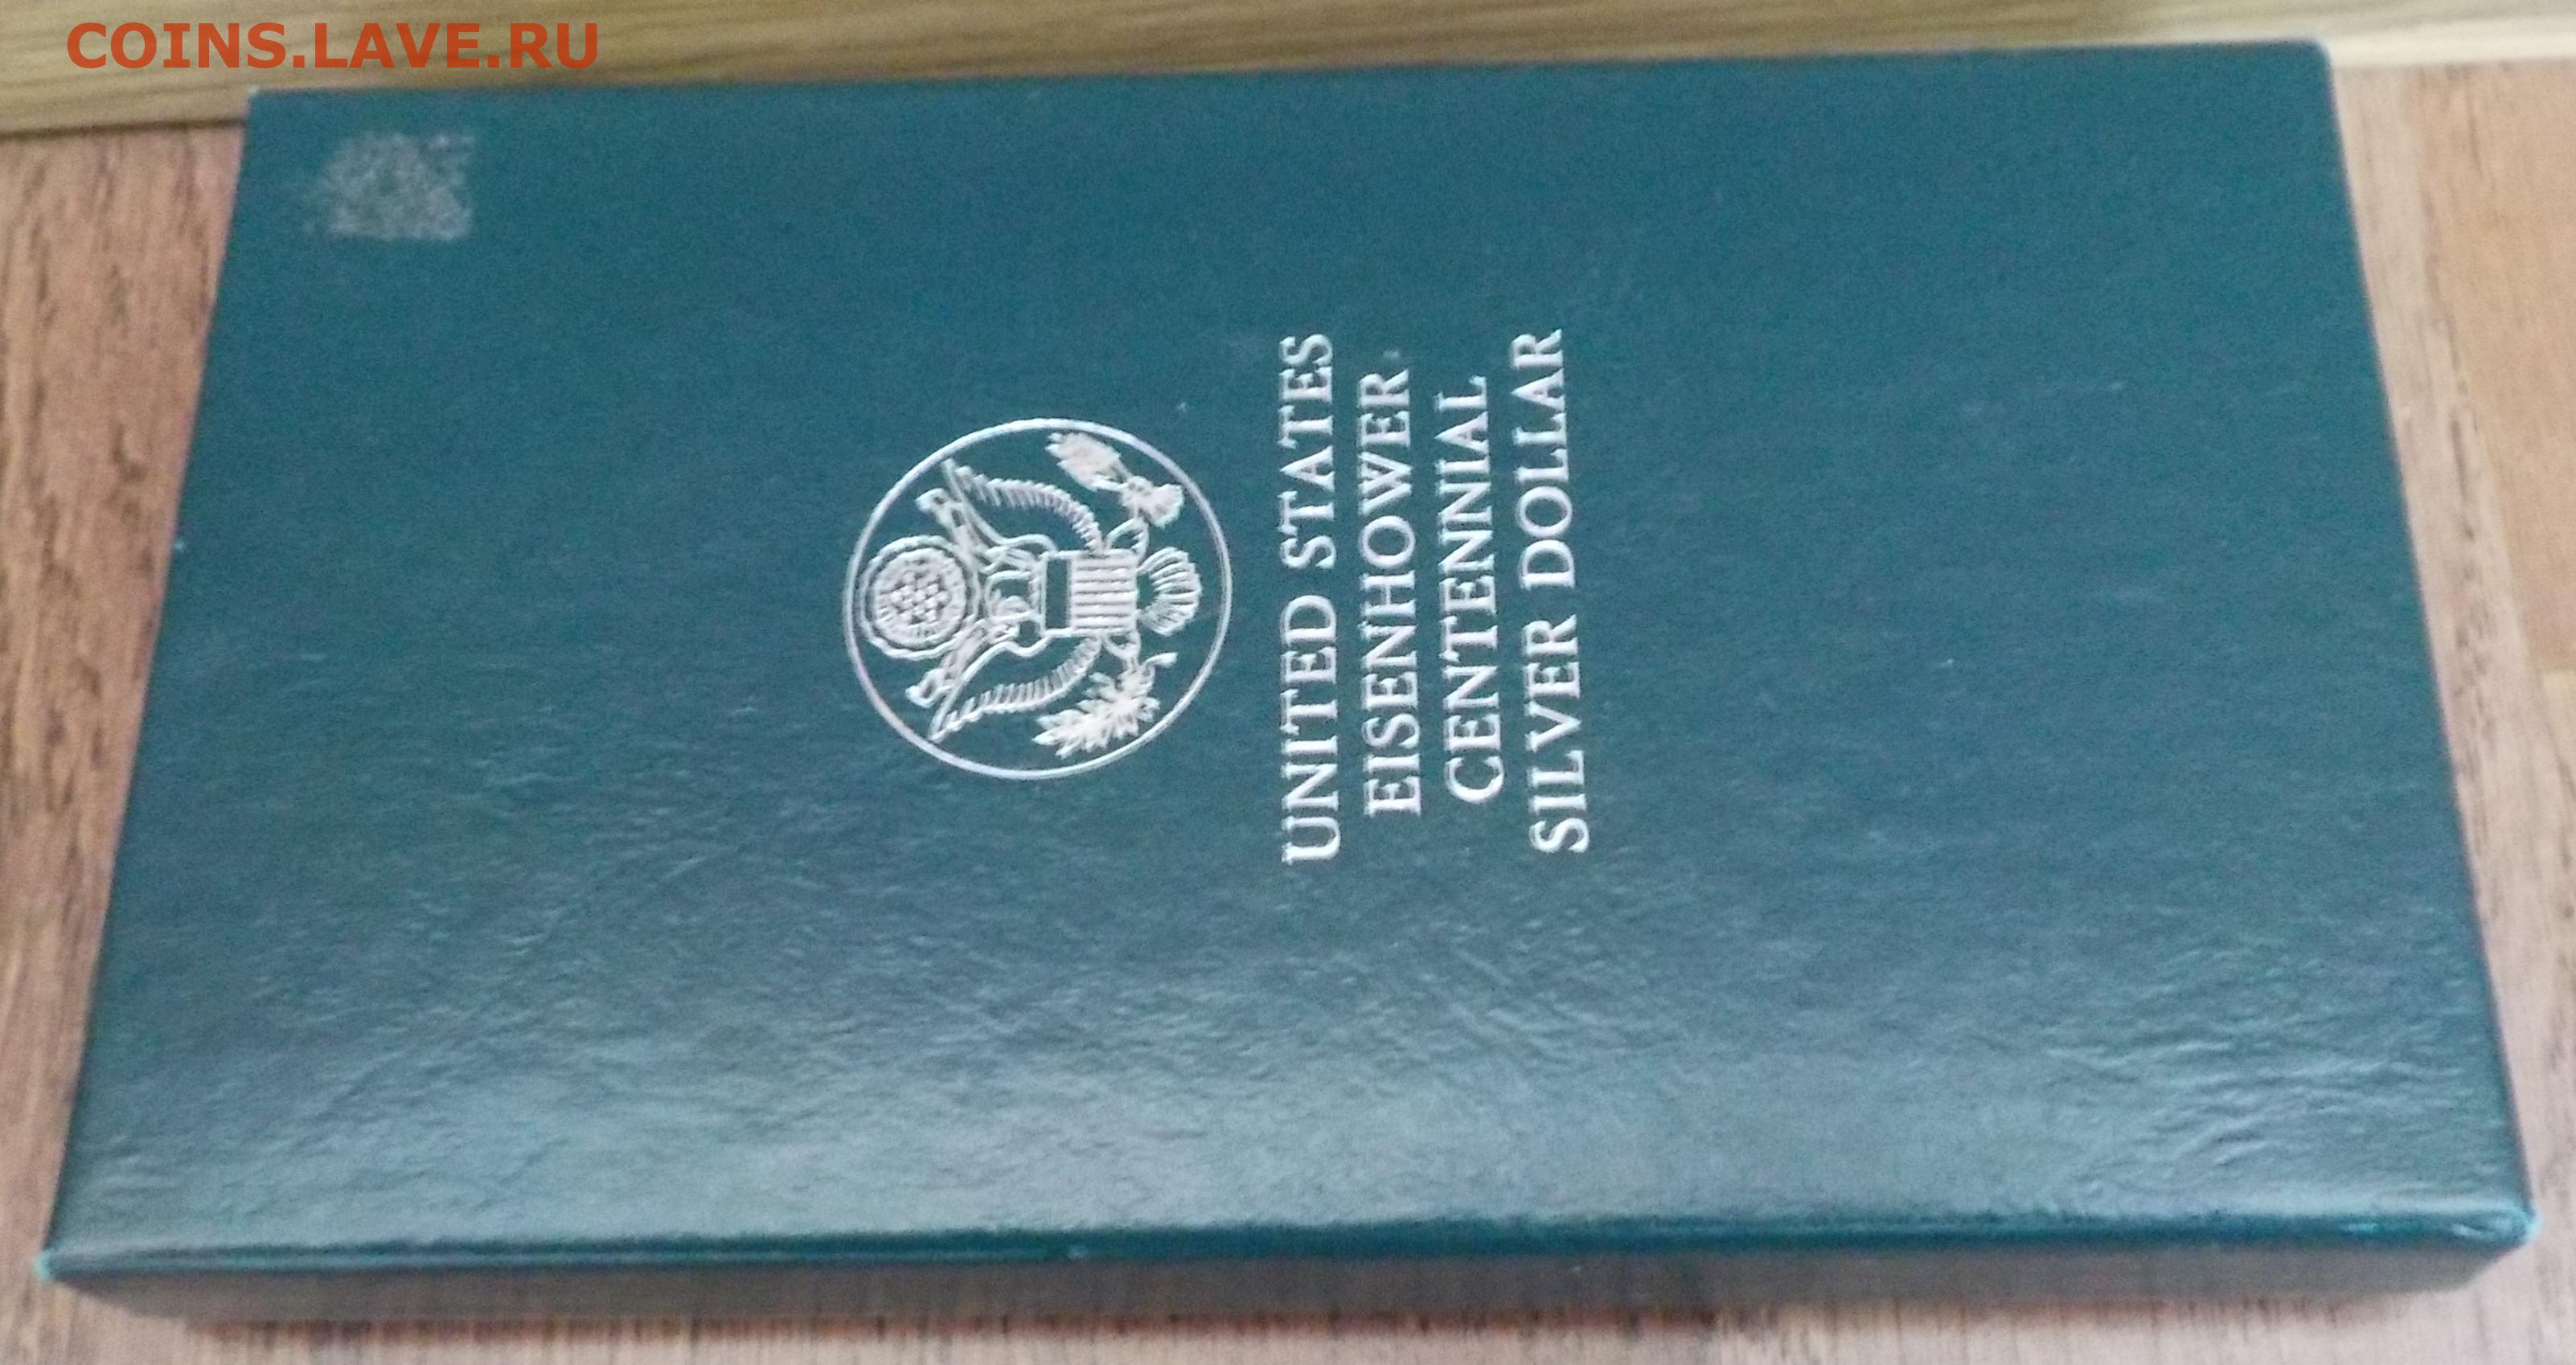 COINS.LAVE.RU
UNITED STATES
EISENHOWER
CENTENNIAL
SILVER DOLLAR